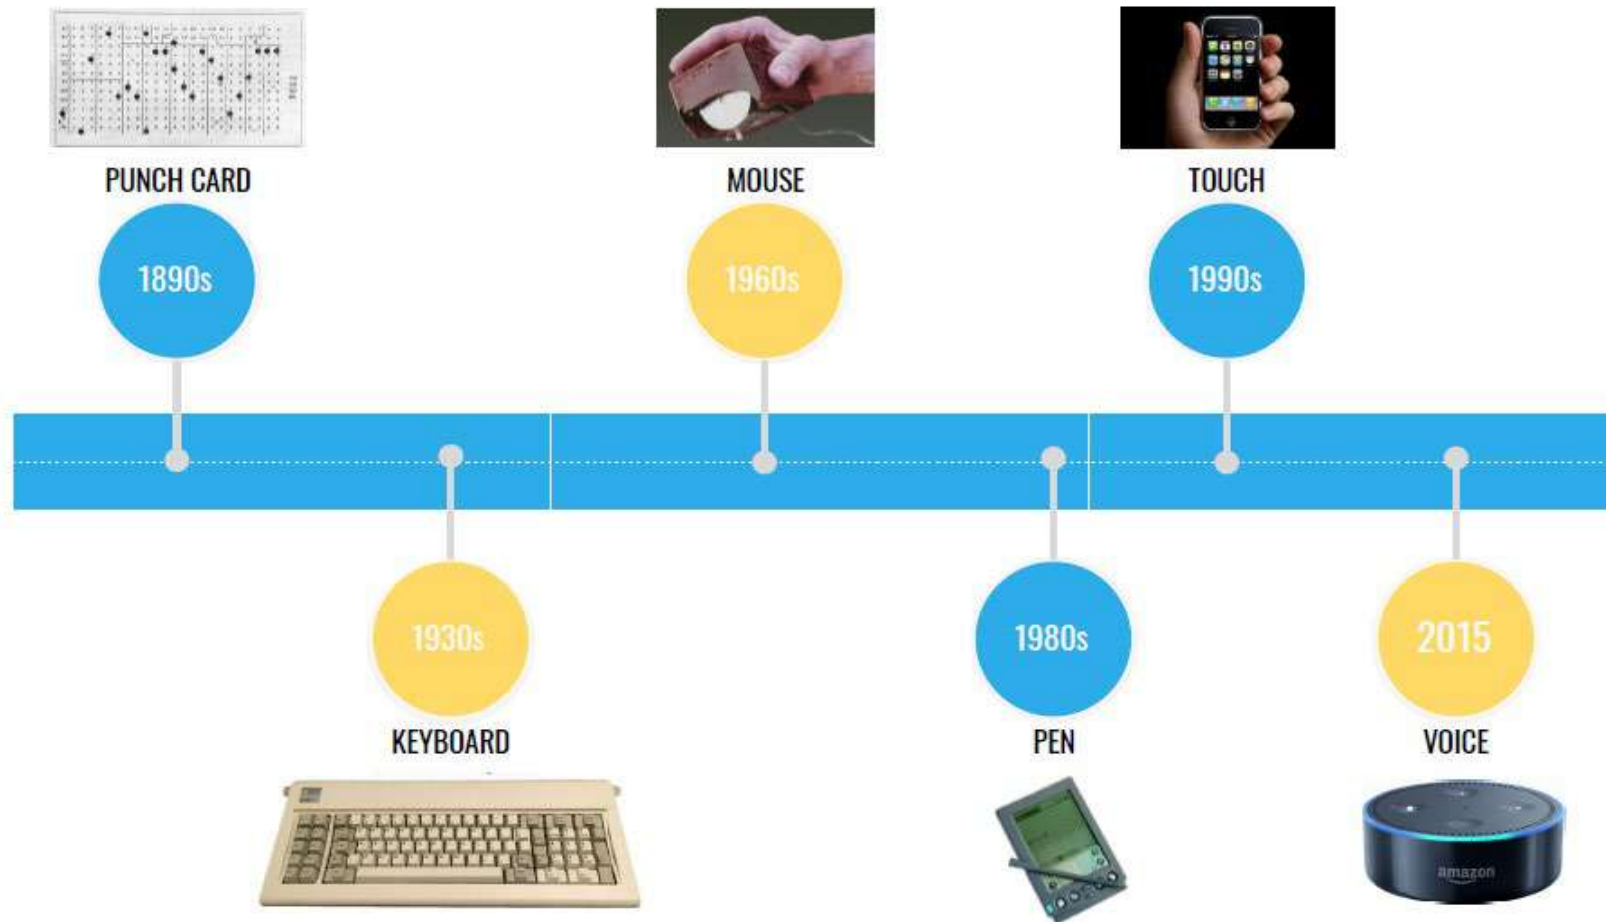 PUNCH CARD
MOUSE
TOUCH
1890s
1960s
1990s
1930s
1980s
2015
KEYBOARD
PEN
VOICE
amazon